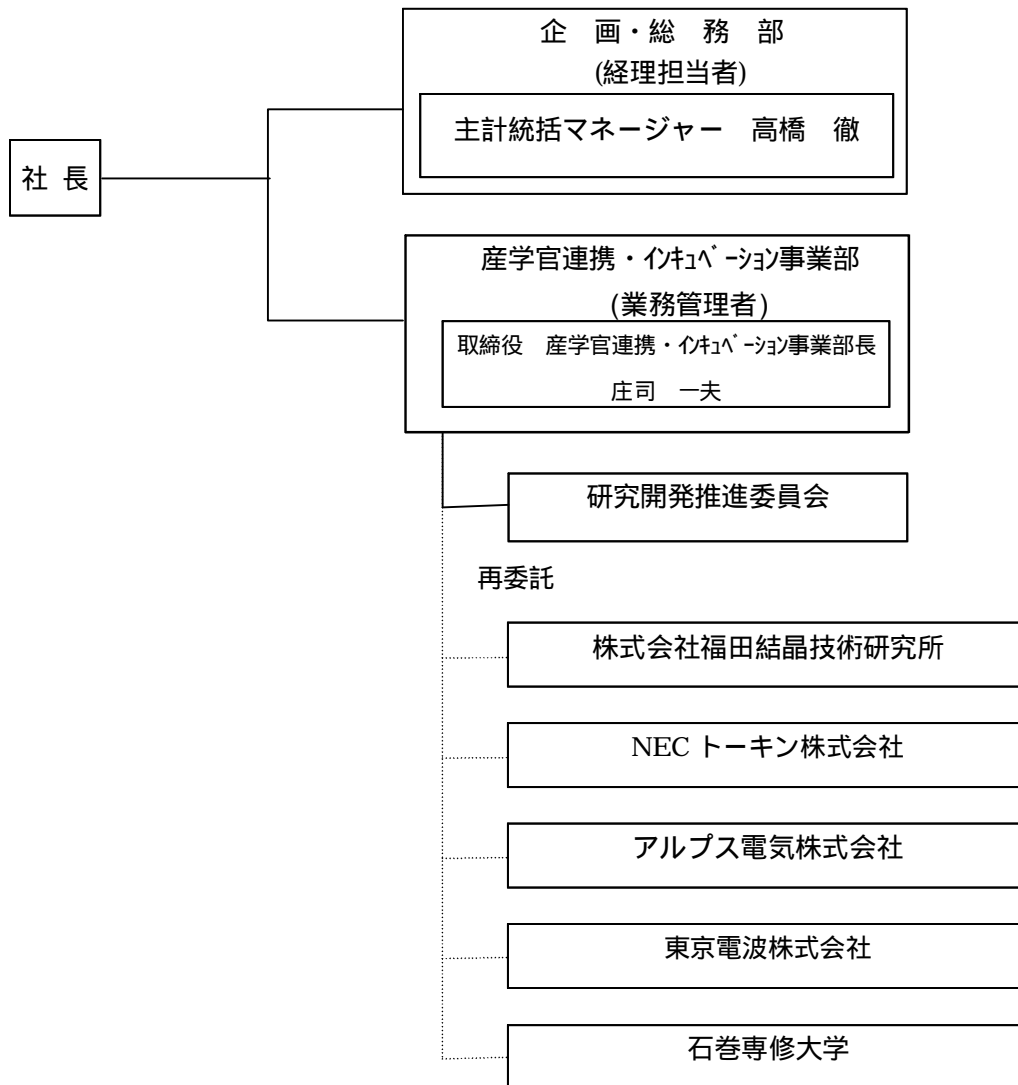 企　画・総　務　部
(経理担当者)
主計統括マネージャー　高橋　徹
社 長
産学官連携・ｲﾝｷｭﾍﾞｰｼｮﾝ事業部
(業務管理者)
取締役　産学官連携・ｲﾝｷｭﾍﾞｰｼｮﾝ事業部長
庄司　一夫
研究開発推進委員会
再委託
株式会社福田結晶技術研究所
NEC トーキン株式会社
アルプス電気株式会社
東京電波株式会社
石巻専修大学